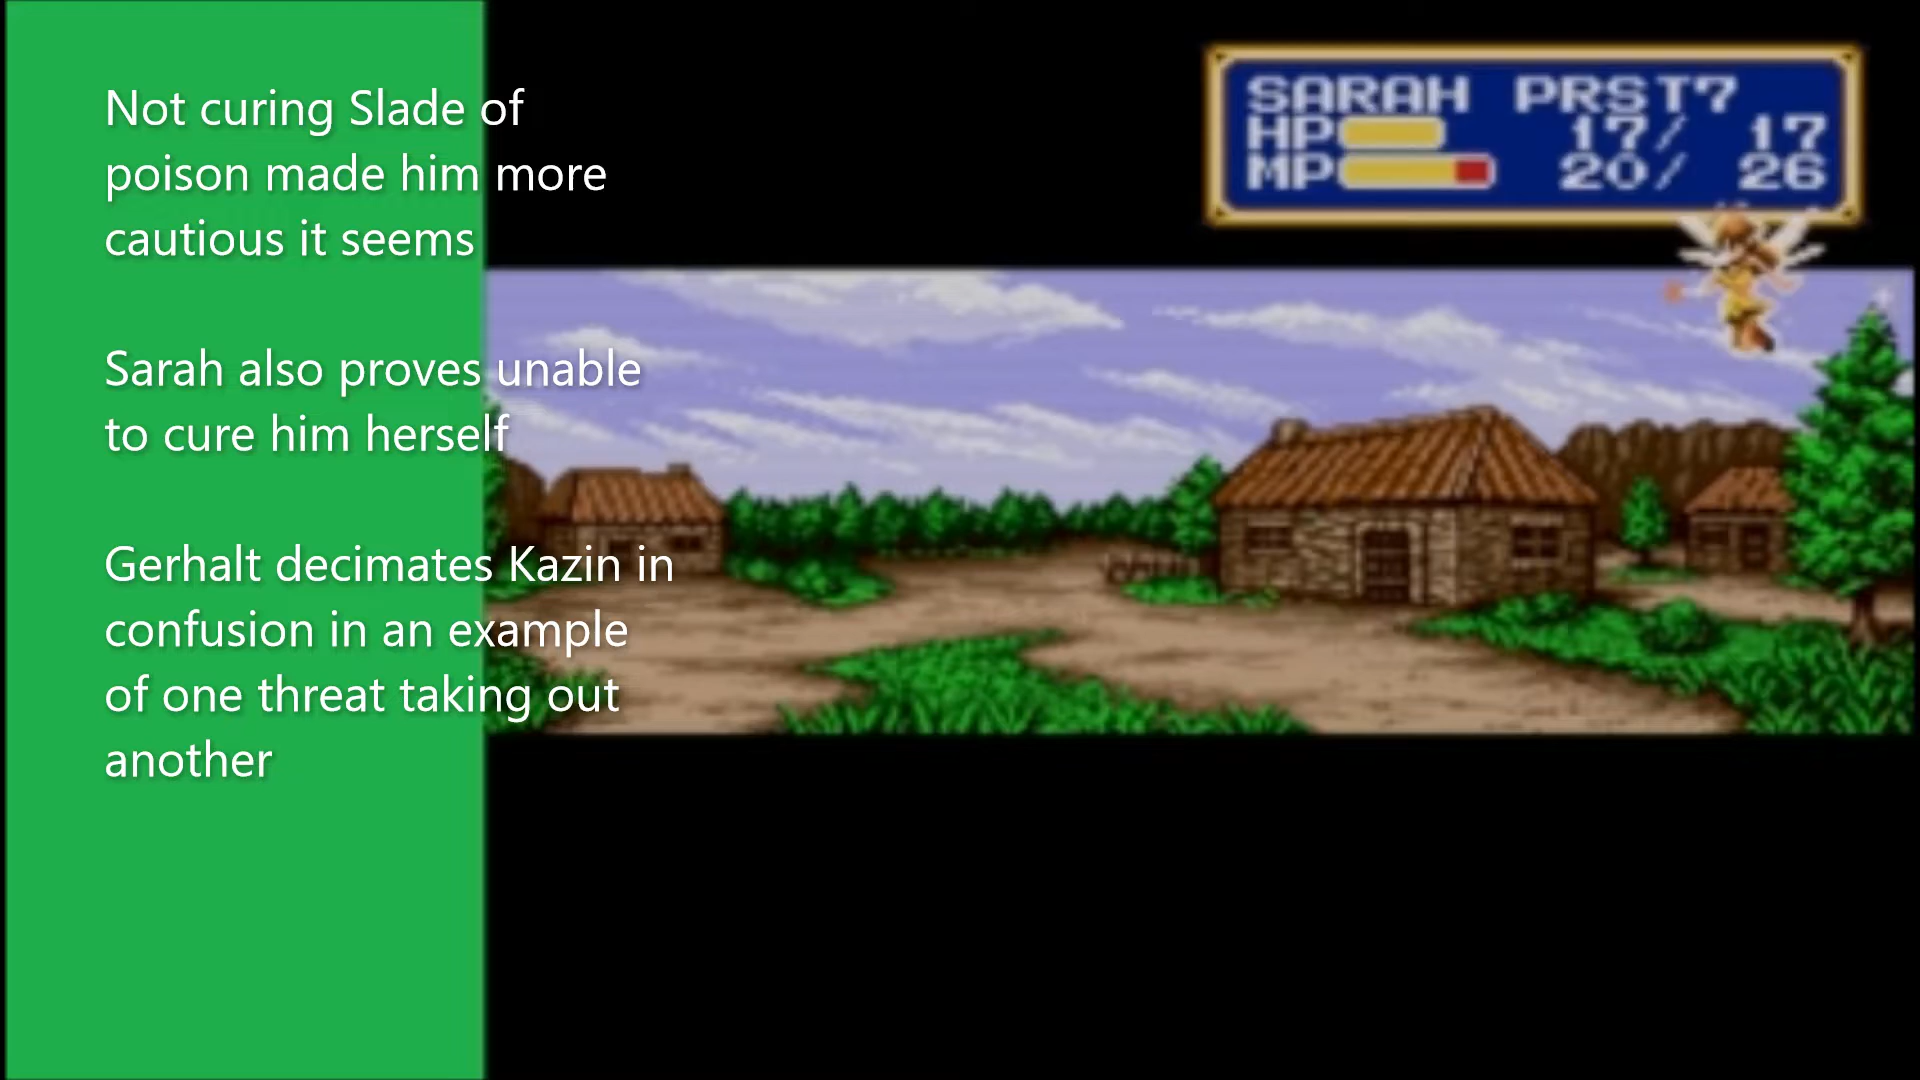 Not curing Slade of
poison made him more
cautious it seems
Sarah also proves unable
to cure him herself
Gerhalt decimates Kazin in
confusion in an example
of one threat taking out
another
SARAH PRST7
HP 17/ 17
MP 20/ 26